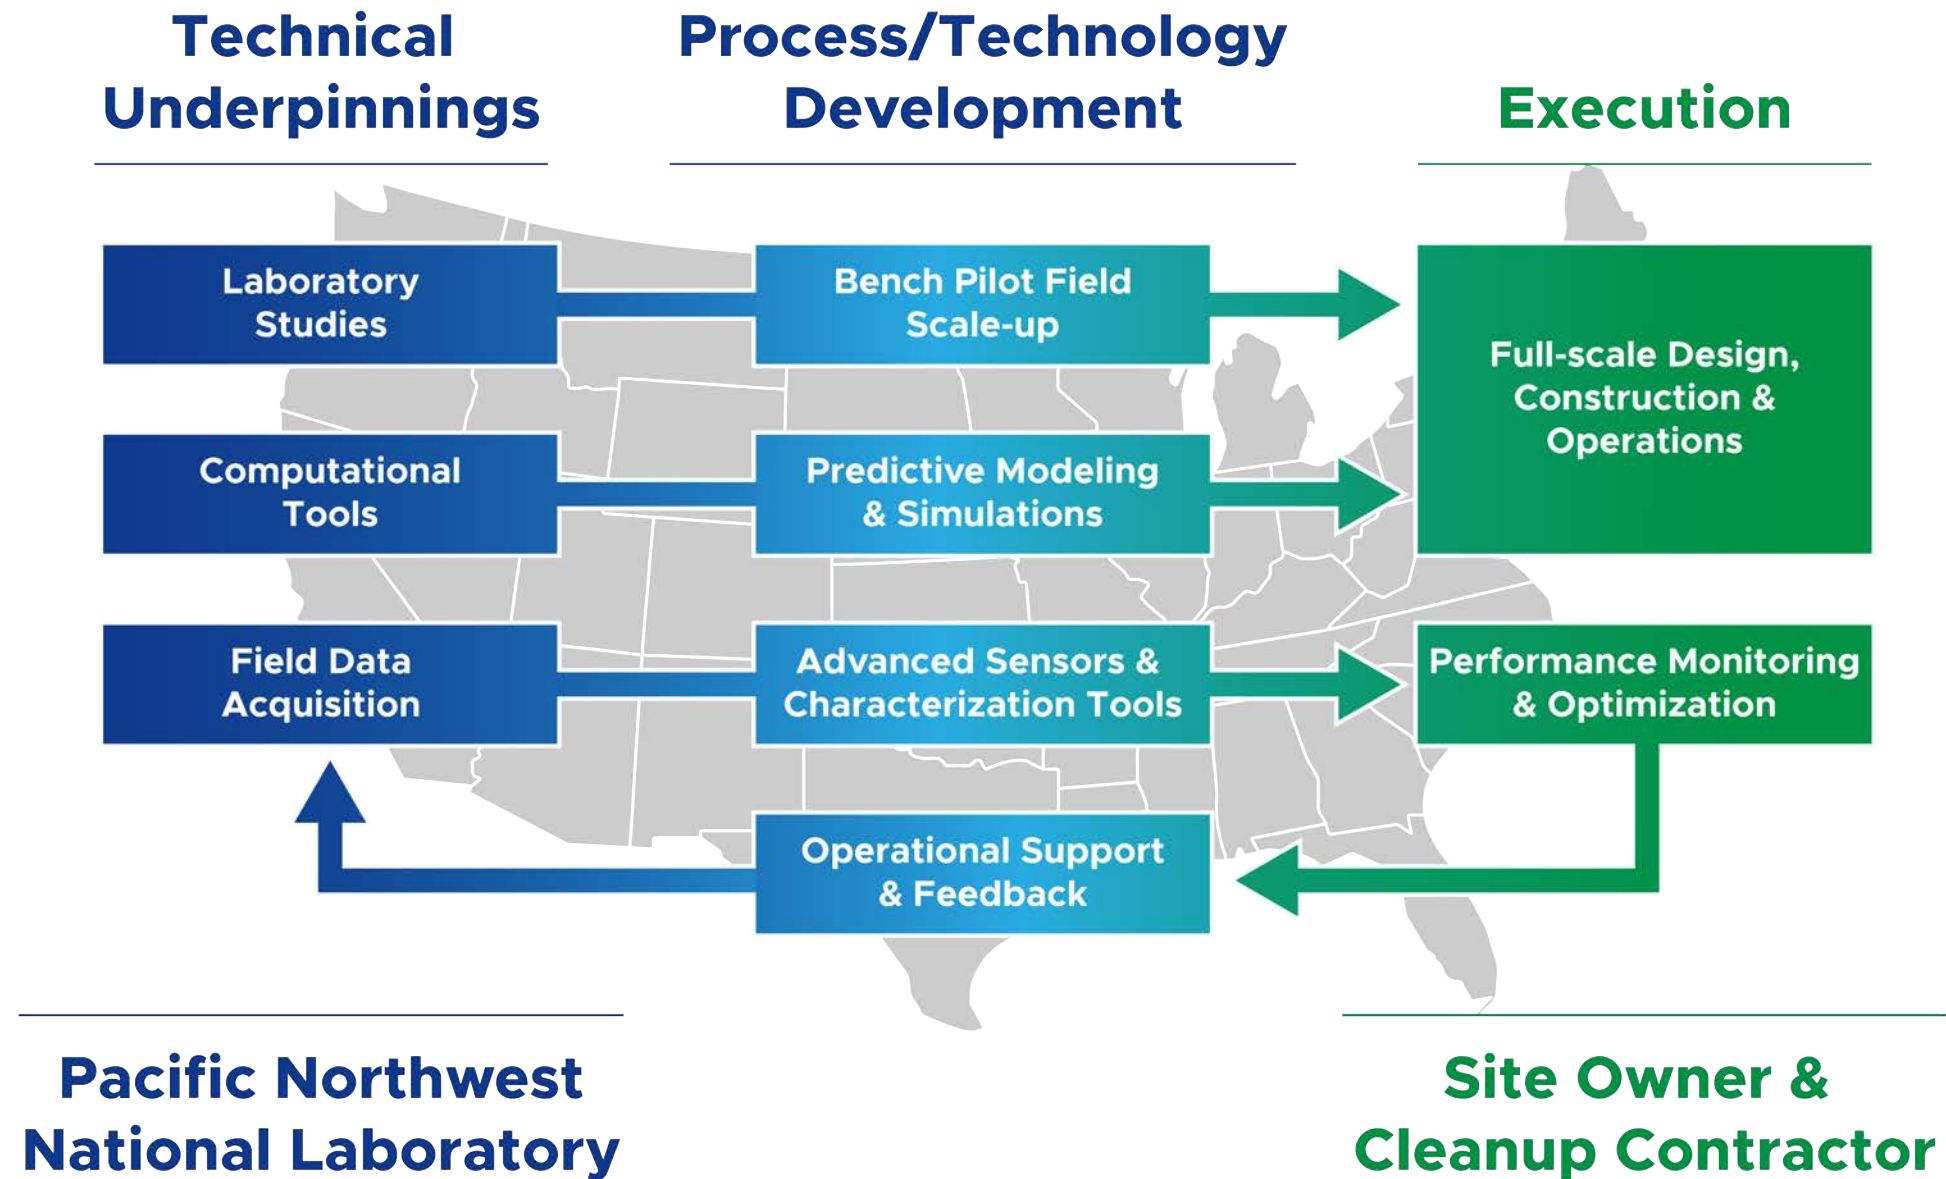 Technical
Underpinnings
Process/Technology
Development
Execution
Laboratory
Studies
Bench Pilot Field
Scale-up
Full-scale Design,
Construction &
Operations
Computational
Tools
Predictive Modeling
& Simulations
Field Data
Acquisition
Advanced Sensors &
Characterization Tools
Performance Monitoring
& Optimization
Operational Support
& Feedback
Pacific Northwest
National Laboratory
Site Owner &
Cleanup Contractor